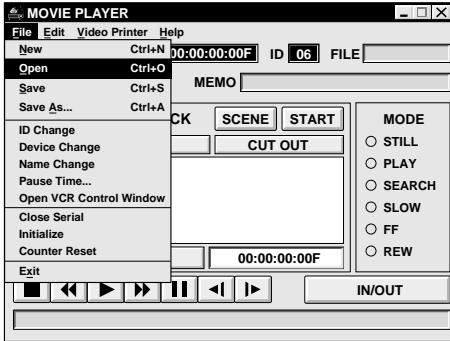 MOVIE PLAYER
File Edit Video Printer Help
New Ctrl+N
00:00:00:00F ID 06 FILE
Open Ctrl+O
Save Ctrl+S
MEMO
Save As... Ctrl+A
CK SCENE START MODE
ID Change
Device Change
CUT OUT
STILL
Name Change
PLAY
Pause Time...
SEARCH
Open VCR Control Window
SLOW
Close Serial
Initialize
FF
Counter Reset
00:00:00:00F
REW
Exit
IN/OUT